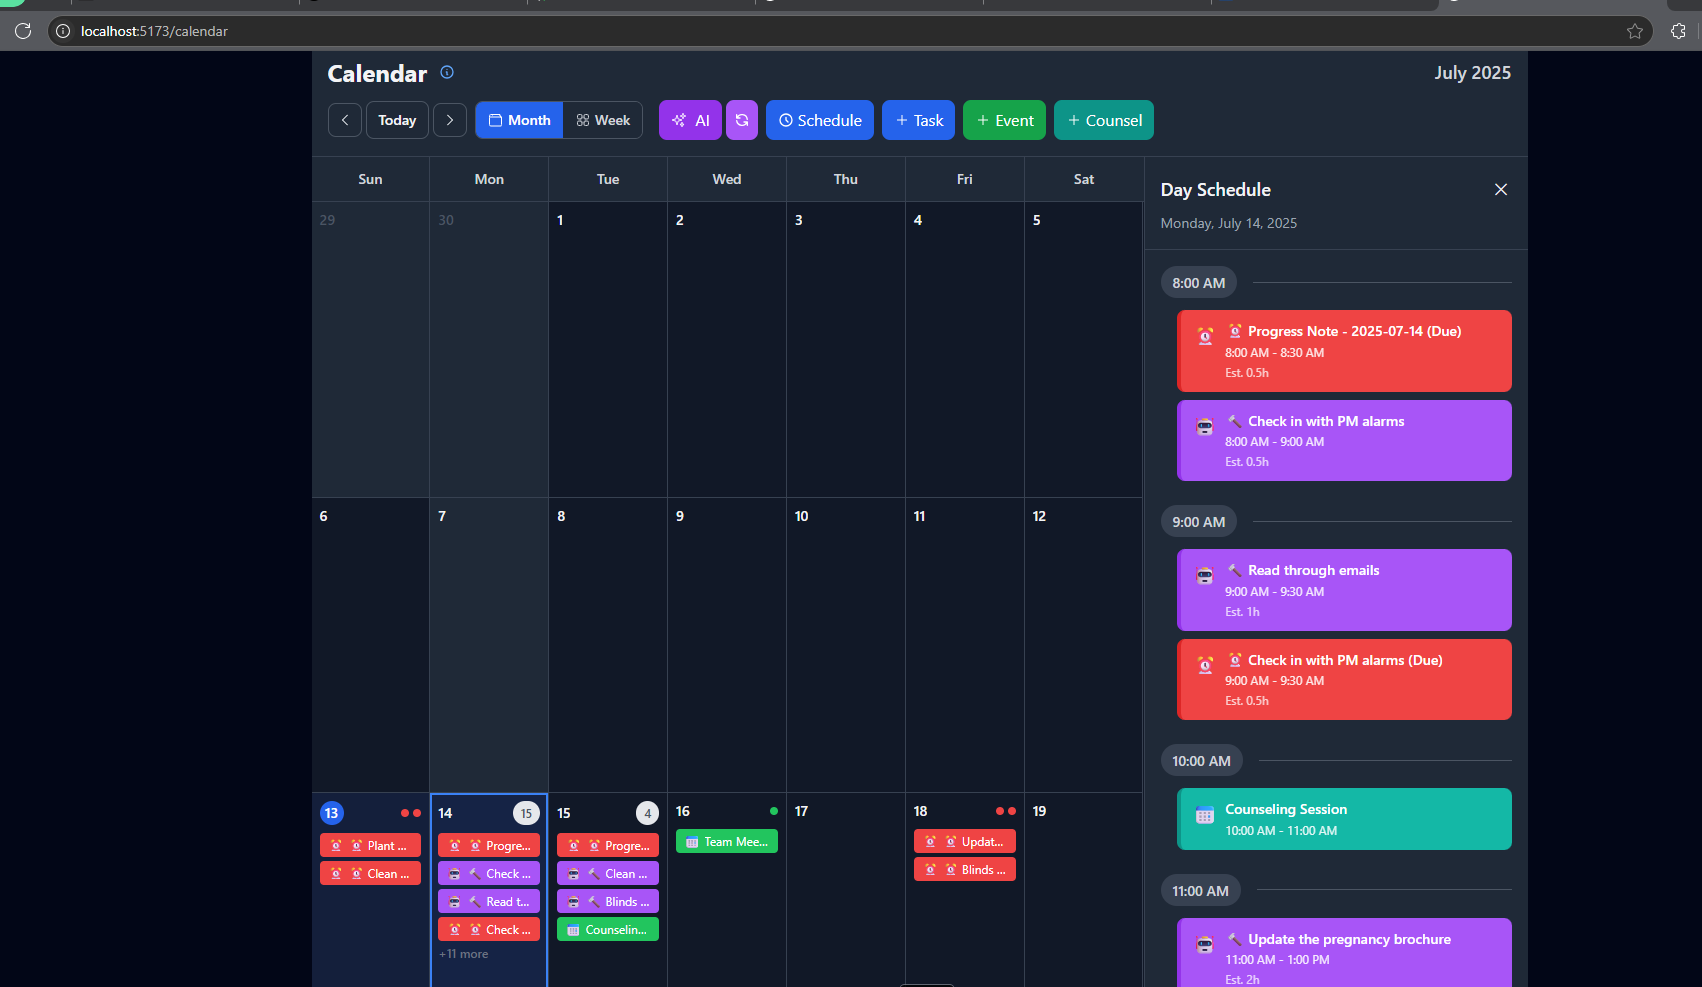 localhost:5173/calendar
Calendar
July 2025
Today
Month
Week
AI
Schedule
+ Task
+ Event
+ Counsel
Sun Mon Tue Wed Thu Fri Sat
29 30 1 2 3 4 5
6 7 8 9 10 11 12
13 14 15 15 4 16 17 18 19
Plant ...
Clean ...
Progre...
Check ...
Read t...
Check ...
+11 more
Progre...
Clean ...
Blinds ...
Counselin...
Team Mee...
Updat...
Blinds ...
Day Schedule
Monday, July 14, 2025
8:00 AM
Progress Note - 2025-07-14 (Due)
8:00 AM - 8:30 AM
Est. 0.5h
Check in with PM alarms
8:00 AM - 9:00 AM
Est. 0.5h
9:00 AM
Read through emails
9:00 AM - 9:30 AM
Est. 1h
Check in with PM alarms (Due)
9:00 AM - 9:30 AM
Est. 0.5h
10:00 AM
Counseling Session
10:00 AM - 11:00 AM
11:00 AM
Update the pregnancy brochure
11:00 AM - 1:00 PM
Est. 2h